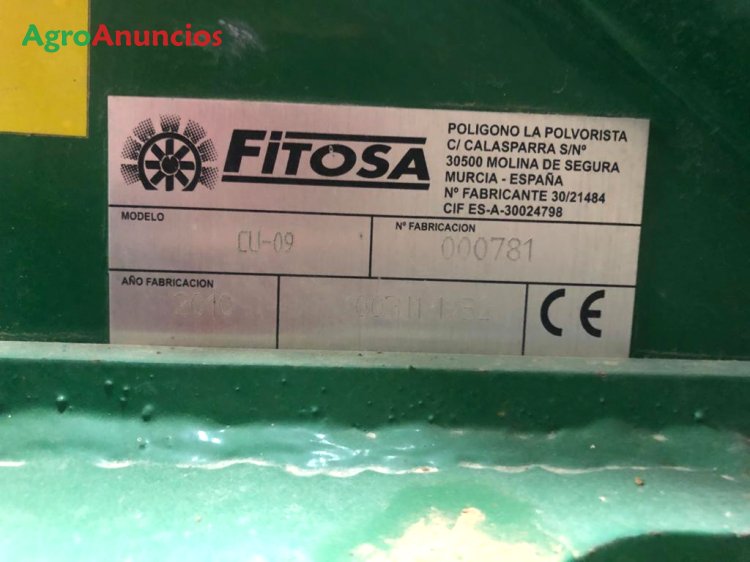 AgroAnuncios
FiTOSA
POLIGONO LA POLVORISTA
C/ CALASPARRA S/Nº
30500 MOLINA DE SEGURA
MURCIA - ESPAÑA
Nº FABRICANTE 30/21484
CIF ES-A-30024798
MODELO
CU-09
Nº FABRICACION
000781
AÑO FABRICACION
2010
CE